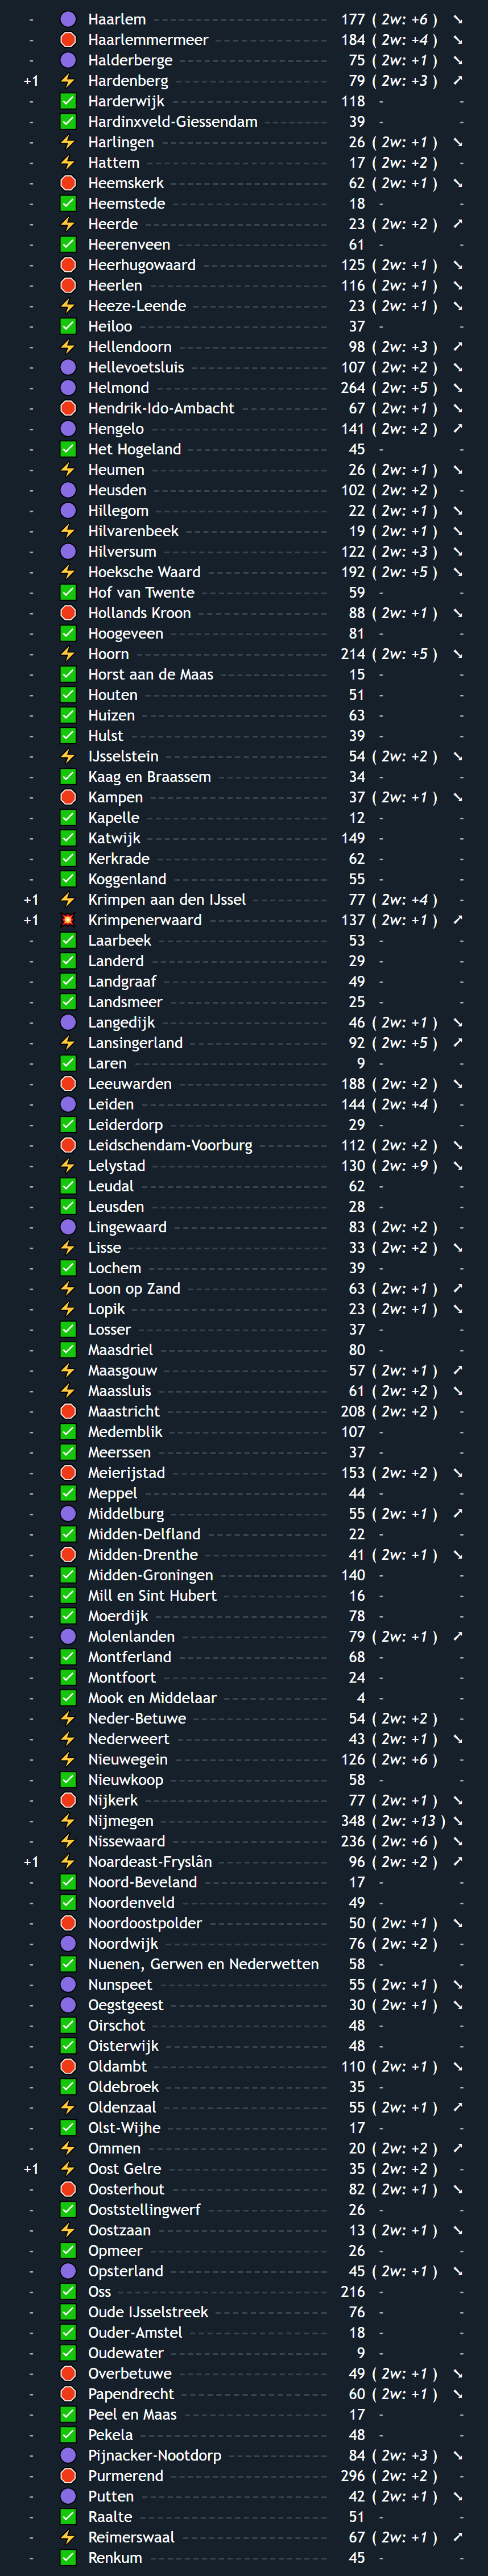 - Haarlem 177 ( 2w: +6 ) ➘
- Haarlemmermeer 184 ( 2w: +4 ) ➘
- Halderberge 75 ( 2w: +1 ) ➘
+1 ⚡ Hardenberg 79 ( 2w: +3 ) ➚
- ✅ Harderwijk 118 - -
- ✅ Hardinxveld-Giessendam 39 - -
- ⚡ Harlingen 26 ( 2w: +1 ) ➘
- ⚡ Hattem 17 ( 2w: +2 ) -
- Heemskerk 62 ( 2w: +1 ) ➘
- ✅ Heemstede 18 - -
- ⚡ Heerde 23 ( 2w: +2 ) ➚
- ✅ Heerenveen 61 - -
- Heerhugowaard 125 ( 2w: +1 ) ➘
- Heerlen 116 ( 2w: +1 ) ➘
- ⚡ Heeze-Leende 23 ( 2w: +1 ) ➘
- ✅ Heiloo 37 - -
- ⚡ Hellendoorn 98 ( 2w: +3 ) ➚
- Hellevoetsluis 107 ( 2w: +2 ) ➘
- Helmond 264 ( 2w: +5 ) ➘
- Hendrik-Ido-Ambacht 67 ( 2w: +1 ) ➘
- Hengelo 141 ( 2w: +2 ) ➚
- ✅ Het Hogeland 45 - -
- ⚡ Heumen 26 ( 2w: +1 ) ➘
- Heusden 102 ( 2w: +2 ) -
- Hillegom 22 ( 2w: +1 ) ➘
- ⚡ Hilvarenbeek 19 ( 2w: +1 ) ➘
- Hilversum 122 ( 2w: +3 ) ➘
- ⚡ Hoeksche Waard 192 ( 2w: +5 ) ➘
- ✅ Hof van Twente 59 - -
- Hollands Kroon 88 ( 2w: +1 ) ➘
- ✅ Hoogeveen 81 - -
- ⚡ Hoorn 214 ( 2w: +5 ) ➘
- ✅ Horst aan de Maas 15 - -
- ✅ Houten 51 - -
- ✅ Huizen 63 - -
- ✅ Hulst 39 - -
- ⚡ IJsselstein 54 ( 2w: +2 ) ➘
- ✅ Kaag en Braassem 34 - -
- Kampen 37 ( 2w: +1 ) ➘
- ✅ Kapelle 12 - -
- ✅ Katwijk 149 - -
- ✅ Kerkrade 62 - -
- ✅ Koggenland 55 - -
+1 ⚡ Krimpen aan den IJssel 77 ( 2w: +4 ) -
+1 Krimpenerwaard 137 ( 2w: +1 ) ➚
- ✅ Laarbeek 53 - -
- ✅ Landerd 29 - -
- ✅ Landgraaf 49 - -
- ✅ Landsmeer 25 - -
- Langedijk 46 ( 2w: +1 ) ➘
- ⚡ Lansingerland 92 ( 2w: +5 ) ➚
- ✅ Laren 9 - -
- Leeuwarden 188 ( 2w: +2 ) ➘
- Leiden 144 ( 2w: +4 ) -
- ✅ Leiderdorp 29 - -
- Leidschendam-Voorburg 112 ( 2w: +2 ) ➘
- ⚡ Lelystad 130 ( 2w: +9 ) ➘
- ✅ Leudal 62 - -
- ✅ Leusden 28 - -
- Lingewaard 83 ( 2w: +2 ) -
- ⚡ Lisse 33 ( 2w: +2 ) ➘
- ✅ Lochem 39 - -
- ⚡ Loon op Zand 63 ( 2w: +1 ) ➚
- ⚡ Lopik 23 ( 2w: +1 ) ➘
- ✅ Losser 37 - -
- ✅ Maasdriel 80 - -
- ⚡ Maasgouw 57 ( 2w: +1 ) ➚
- ⚡ Maassluis 61 ( 2w: +2 ) ➘
- Maastricht 208 ( 2w: +2 ) -
- ✅ Medemblik 107 - -
- ✅ Meerssen 37 - -
- Meierijstad 153 ( 2w: +2 ) ➘
- ✅ Meppel 44 - -
- Middelburg 55 ( 2w: +1 ) ➚
- ✅ Midden-Delfland 22 - -
- Midden-Drenthe 41 ( 2w: +1 ) ➘
- ✅ Midden-Groningen 140 - -
- ✅ Mill en Sint Hubert 16 - -
- ✅ Moerdijk 78 - -
- Molenlanden 79 ( 2w: +1 ) ➚
- ✅ Montferland 68 - -
- ✅ Montfoort 24 - -
- ✅ Mook en Middelaar 4 - -
- ⚡ Neder-Betuwe 54 ( 2w: +2 ) -
- ⚡ Nederweert 43 ( 2w: +1 ) ➘
- ⚡ Nieuwegein 126 ( 2w: +6 ) -
- ✅ Nieuwkoop 58 - -
- Nijkerk 77 ( 2w: +1 ) ➘
- ⚡ Nijmegen 348 ( 2w: +13 ) ➘
- ⚡ Nissewaard 236 ( 2w: +6 ) ➘
+1 ⚡ Noardeast-Fryslân 96 ( 2w: +2 ) ➚
- ✅ Noord-Beveland 17 - -
- ✅ Noordenveld 49 - -
- Noordoostpolder 50 ( 2w: +1 ) ➘
- Noordwijk 76 ( 2w: +2 ) -
- ✅ Nuenen, Gerwen en Nederwetten 58 - -
- Nunspeet 55 ( 2w: +1 ) ➘
- Oegstgeest 30 ( 2w: +1 ) ➘
- ✅ Oirschot 48 - -
- ✅ Oisterwijk 48 - -
- Oldambt 110 ( 2w: +1 ) ➘
- ✅ Oldebroek 35 - -
- ⚡ Oldenzaal 55 ( 2w: +1 ) ➚
- ✅ Olst-Wijhe 17 - -
- ⚡ Ommen 20 ( 2w: +2 ) ➚
+1 ⚡ Oost Gelre 35 ( 2w: +2 ) -
- Oosterhout 82 ( 2w: +1 ) ➘
- ✅ Ooststellingwerf 26 - -
- ⚡ Oostzaan 13 ( 2w: +1 ) ➘
- ✅ Opmeer 26 - -
- Opsterland 45 ( 2w: +1 ) ➘
- ✅ Oss 216 - -
- ✅ Oude IJsselstreek 76 - -
- ✅ Ouder-Amstel 18 - -
- ✅ Oudewater 9 - -
- Overbetuwe 49 ( 2w: +1 ) ➘
- Papendrecht 60 ( 2w: +1 ) ➘
- ✅ Peel en Maas 17 - -
- ✅ Pekela 48 - -
- Pijnacker-Nootdorp 84 ( 2w: +3 ) ➘
- Purmerend 296 ( 2w: +2 ) -
- Putten 42 ( 2w: +1 ) ➘
- ✅ Raalte 51 - -
- ⚡ Reimerswaal 67 ( 2w: +1 ) ➚
- ✅ Renkum 45 - -